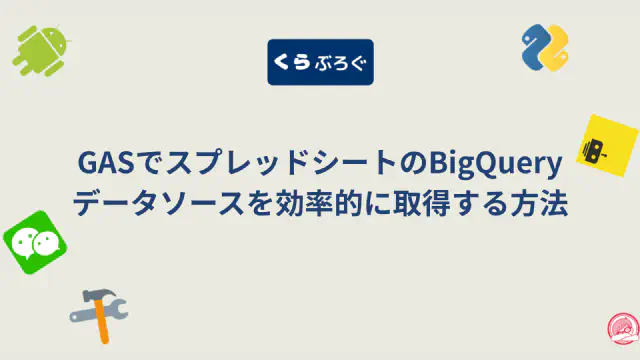 くらぶろぐ
GASでスプレッドシートのBigQuery
データソースを効率的に取得する方法